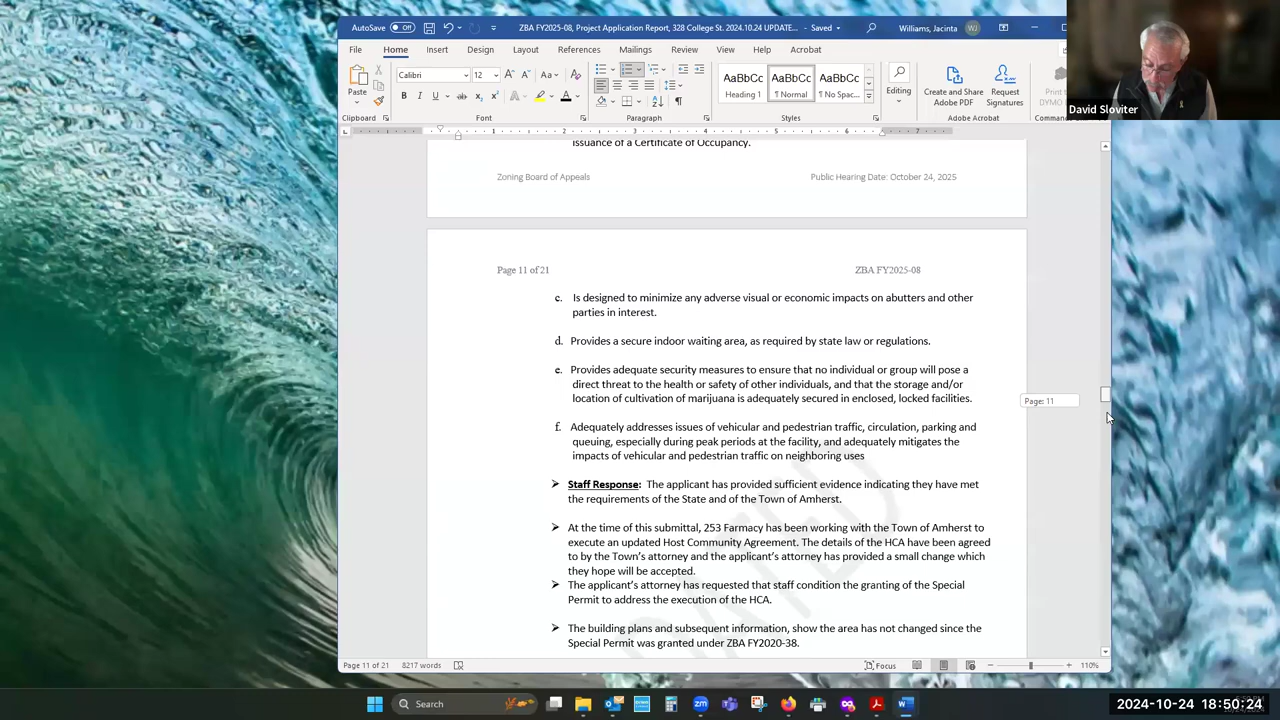 AutoSave Off
ZBA FY2025-08, Project Application Report, 328 College St. 2024.10.24 UPDATE... - Saved
Williams, Jacinta WJ
File Home Insert Design Layout References Mailings Review View Help Acrobat
Paste
Clipboard
Calibri 12
Font
Paragraph
AaBbCc AaBbCc AaBbCc
Heading 1 ¶ Normal ¶ No Spac...
Styles
Editing
Create and Share Adobe PDF
Request Signatures
Adobe Acrobat
Print to
DYMO
David Sloviter
issuance of a Certificate of Occupancy.
Zoning Board of Appeals Public Hearing Date: October 24, 2025
Page 11 of 21 ZBA FY2025-08
c. Is designed to minimize any adverse visual or economic impacts on abutters and other
parties in interest.
d. Provides a secure indoor waiting area, as required by state law or regulations.
e. Provides adequate security measures to ensure that no individual or group will pose a
direct threat to the health or safety of other individuals, and that the storage and/or
location of cultivation of marijuana is adequately secured in enclosed, locked facilities.
Page: 11
f. Adequately addresses issues of vehicular and pedestrian traffic, circulation, parking and
queuing, especially during peak periods at the facility, and adequately mitigates the
impacts of vehicular and pedestrian traffic on neighboring uses
➢ Staff Response: The applicant has provided sufficient evidence indicating they have met
the requirements of the State and of the Town of Amherst.
➢ At the time of this submittal, 253 Farmacy has been working with the Town of Amherst to
execute an updated Host Community Agreement. The details of the HCA have been agreed
to by the Town's attorney and the applicant's attorney has provided a small change which
they hope will be accepted.
➢ The applicant's attorney has requested that staff condition the granting of the Special
Permit to address the execution of the HCA.
➢ The building plans and subsequent information, show the area has not changed since the
Special Permit was granted under ZBA FY2020-38.
Page 11 of 21 8217 words Focus 110%
Search
2024-10-24 18:50:24